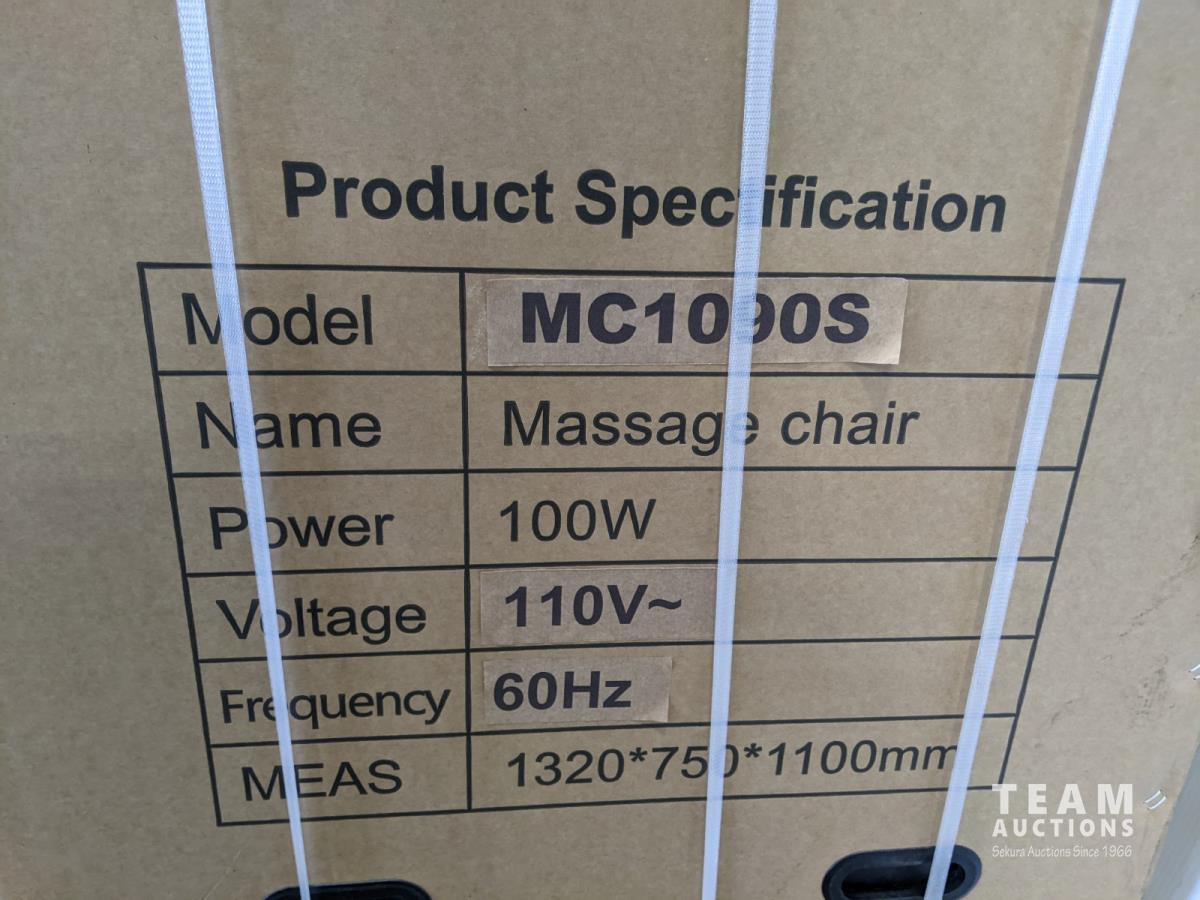 Product Specification
Model MC1090S
Name Massage chair
Power 100W
Voltage 110V~
Frequency 60Hz
MEAS 1320*750*1100mm
TEAM
AUCTIONS
Sekura Auctions Since 1966